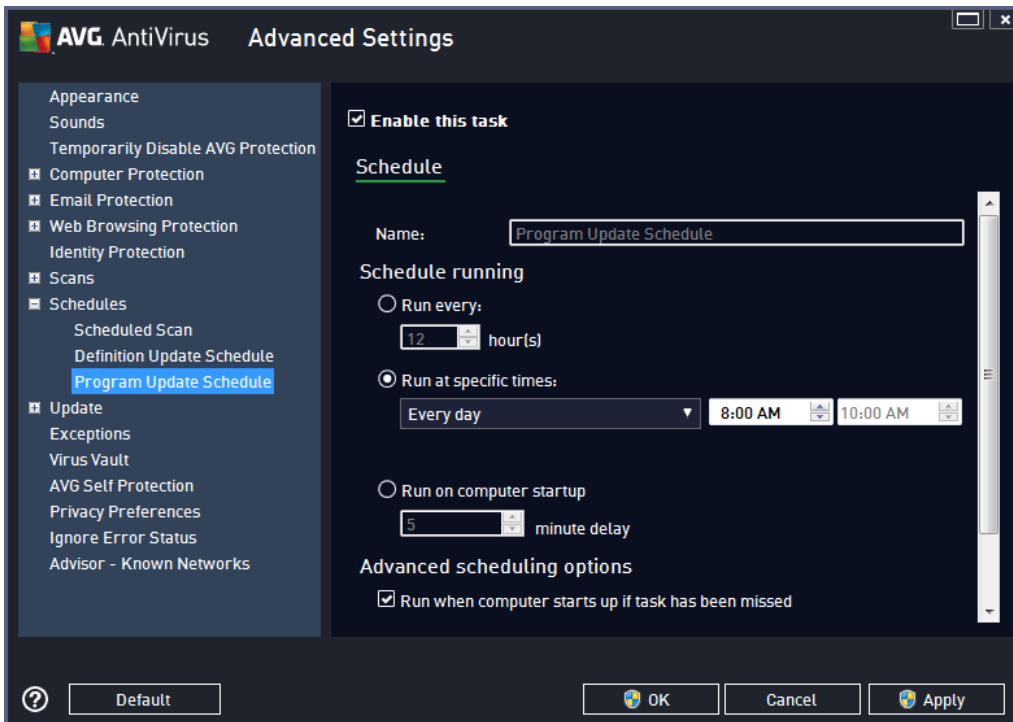 AVG AntiVirus Advanced Settings
Appearance
Sounds
Temporarily Disable AVG Protection
Computer Protection
Email Protection
Web Browsing Protection
Identity Protection
Scans
Schedules
Scheduled Scan
Definition Update Schedule
Program Update Schedule
Update
Exceptions
Virus Vault
AVG Self Protection
Privacy Preferences
Ignore Error Status
Advisor - Known Networks
Enable this task
Schedule
Name: Program Update Schedule
Schedule running
Run every:
12 hour(s)
Run at specific times:
Every day 8:00 AM 10:00 AM
Run on computer startup
5 minute delay
Advanced scheduling options
Run when computer starts up if task has been missed
? Default OK Cancel Apply